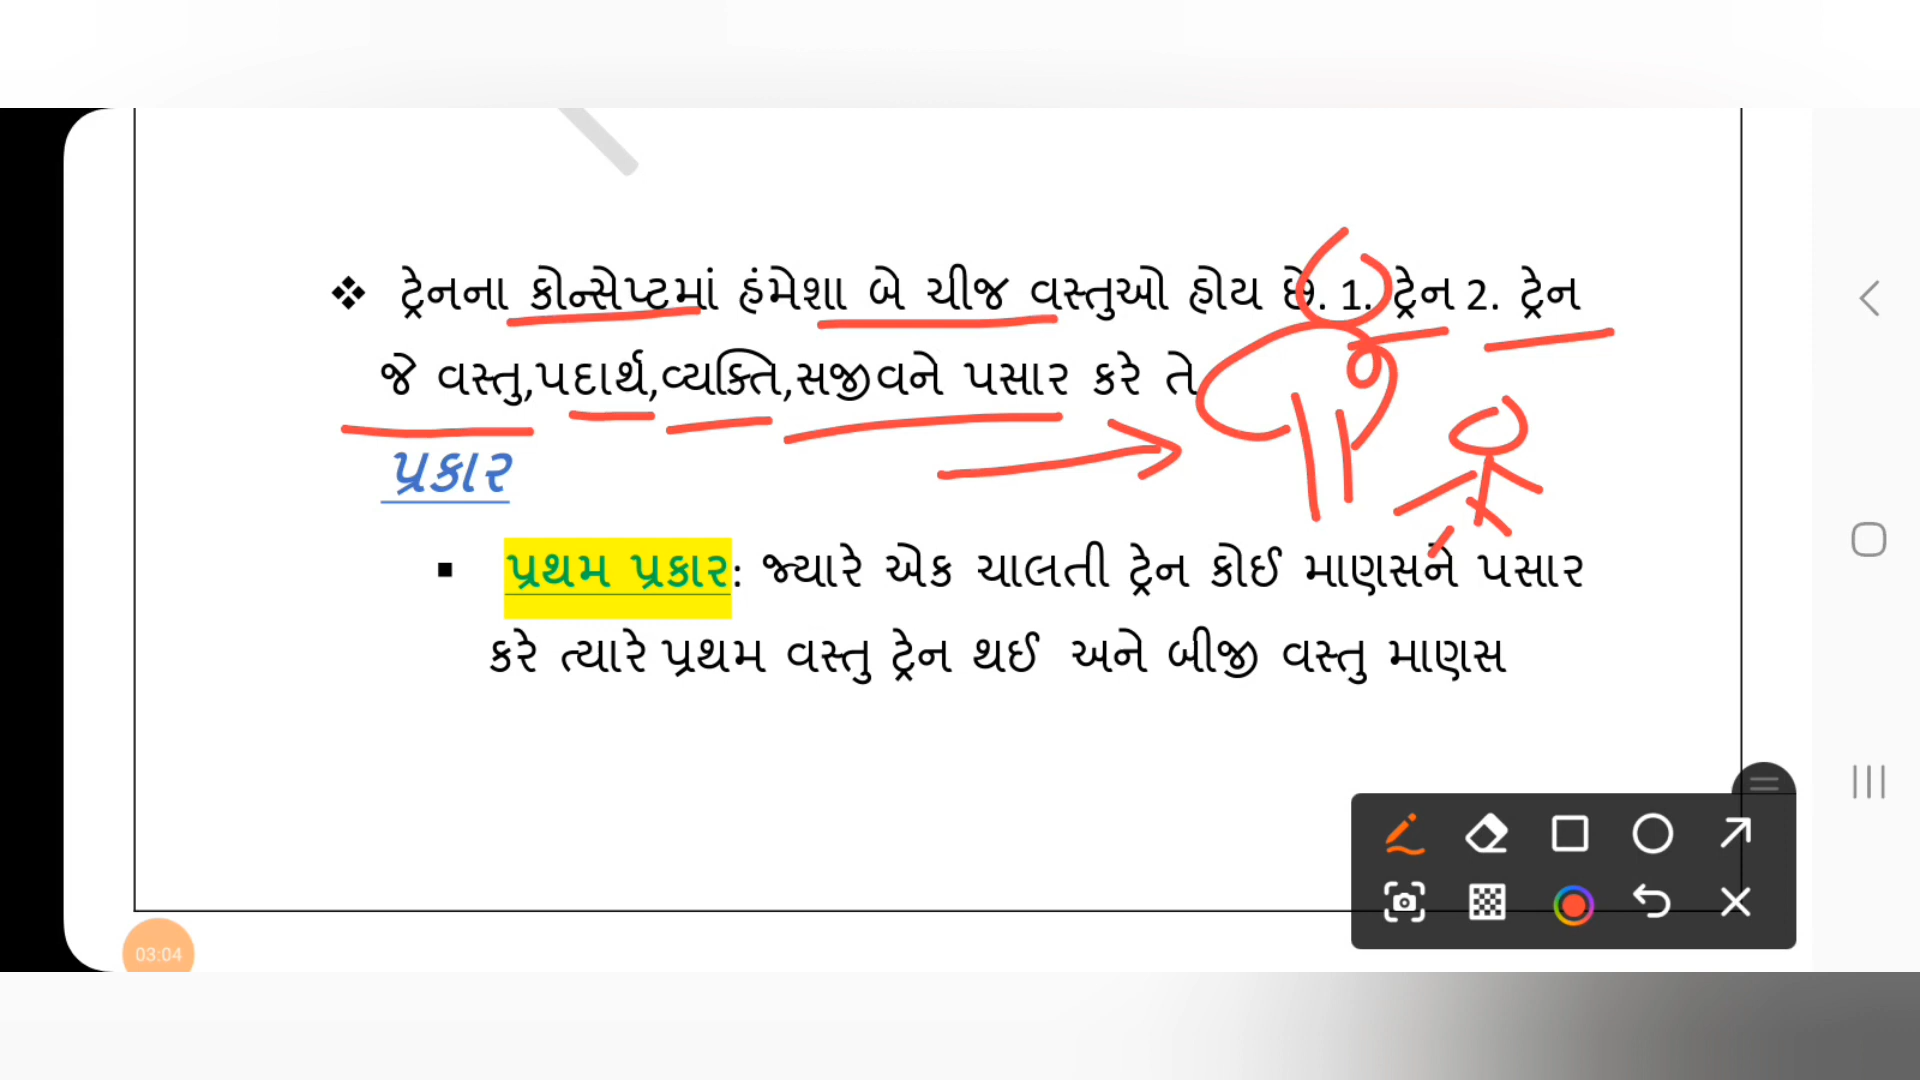 ❖ ટ્રેનના કોન્સેપ્ટમાં હંમેશા બે ચીજ વસ્તુઓ હોય છે. 1. ટ્રેન 2. ટ્રેન
જે વસ્તુ,પદાર્થ,વ્યક્તિ,સજીવને પસાર કરે તે
પ્રકાર
▪ પ્રથમ પ્રકાર: જ્યારે એક ચાલતી ટ્રેન કોઈ માણસને પસાર
કરે ત્યારે પ્રથમ વસ્તુ ટ્રેન થઈ અને બીજી વસ્તુ માણસ
03:04